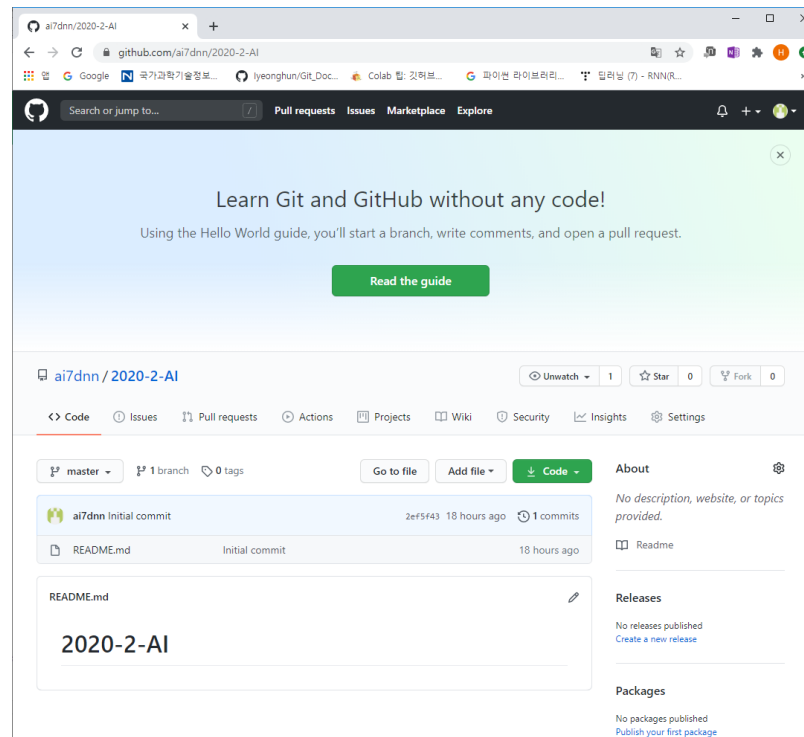 ai7dnn/2020-2-AI
github.com/ai7dnn/2020-2-AI
앱 Google 국가과학기술정보... lyeonghun/Git_Doc... Colab 팁: 깃허브... 파이썬 라이브러리... 딥러닝 (7) - RNN(R...
Search or jump to... / Pull requests Issues Marketplace Explore
Learn Git and GitHub without any code!
Using the Hello World guide, you’ll start a branch, write comments, and open a pull request.
Read the guide
ai7dnn / 2020-2-AI Unwatch 1 Star 0 Fork 0
Code Issues Pull requests Actions Projects Wiki Security Insights Settings
master 1 branch 0 tags Go to file Add file Code
ai7dnn Initial commit 2ef5f43 18 hours ago 1 commits
README.md Initial commit 18 hours ago
README.md
2020-2-AI
About
No description, website, or topics
provided.
Readme
Releases
No releases published
Create a new release
Packages
No packages published
Publish your first package